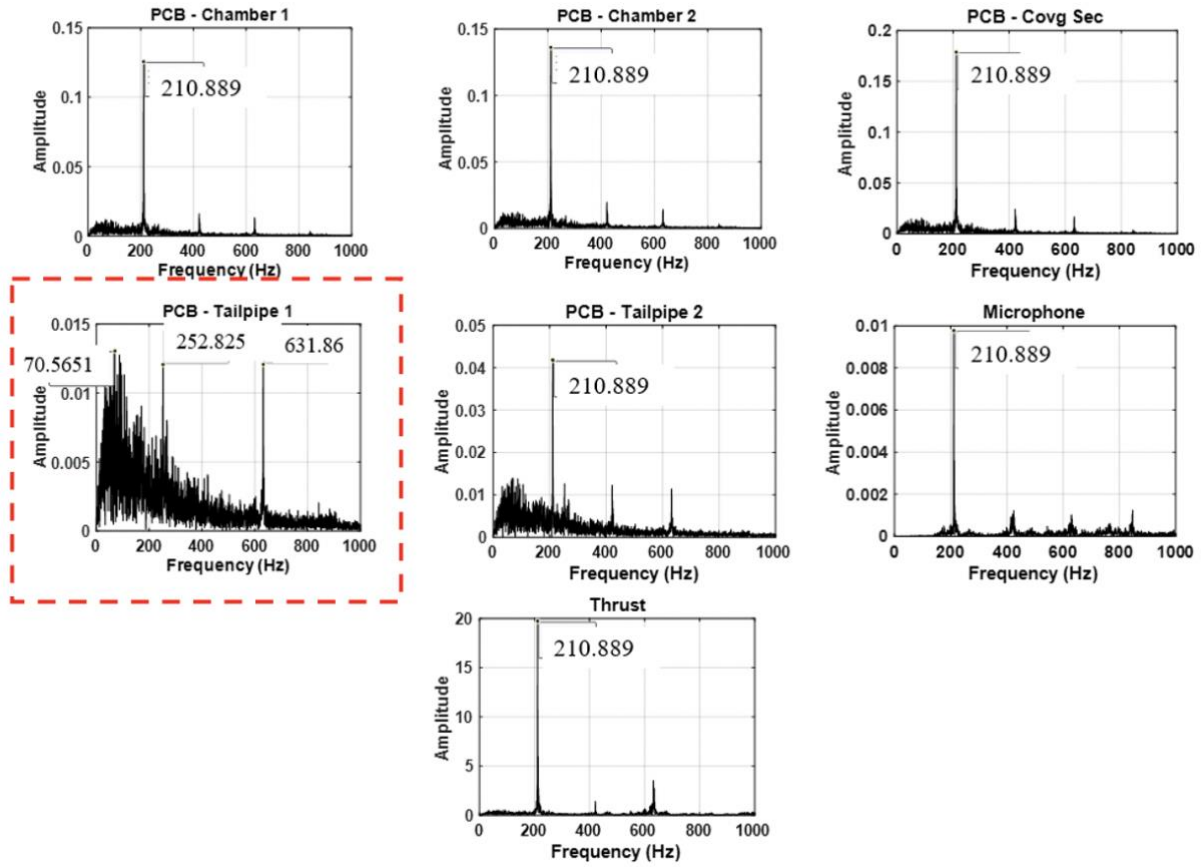 PCB - Chamber 1
0.15
0.1
0.05
0
Amplitude
210.889
0 200 400 600 800 1000
Frequency (Hz)
PCB - Chamber 2
0.15
0.1
0.05
0
Amplitude
210.889
0 200 400 600 800 1000
Frequency (Hz)
PCB - Covg Sec
0.2
0.15
0.1
0.05
0
Amplitude
210.889
0 200 400 600 800 1000
Frequency (Hz)
PCB - Tailpipe 1
0.015
0.01
0.005
0
Amplitude
70.5651
252.825
631.86
0 200 400 600 800 1000
Frequency (Hz)
PCB - Tailpipe 2
0.05
0.04
0.03
0.02
0.01
0
Amplitude
210.889
0 200 400 600 800 1000
Frequency (Hz)
Microphone
0.01
0.008
0.006
0.004
0.002
0
Amplitude
210.889
0 200 400 600 800 1000
Frequency (Hz)
Thrust
20
15
10
5
0
Amplitude
210.889
0 200 400 600 800 1000
Frequency (Hz)